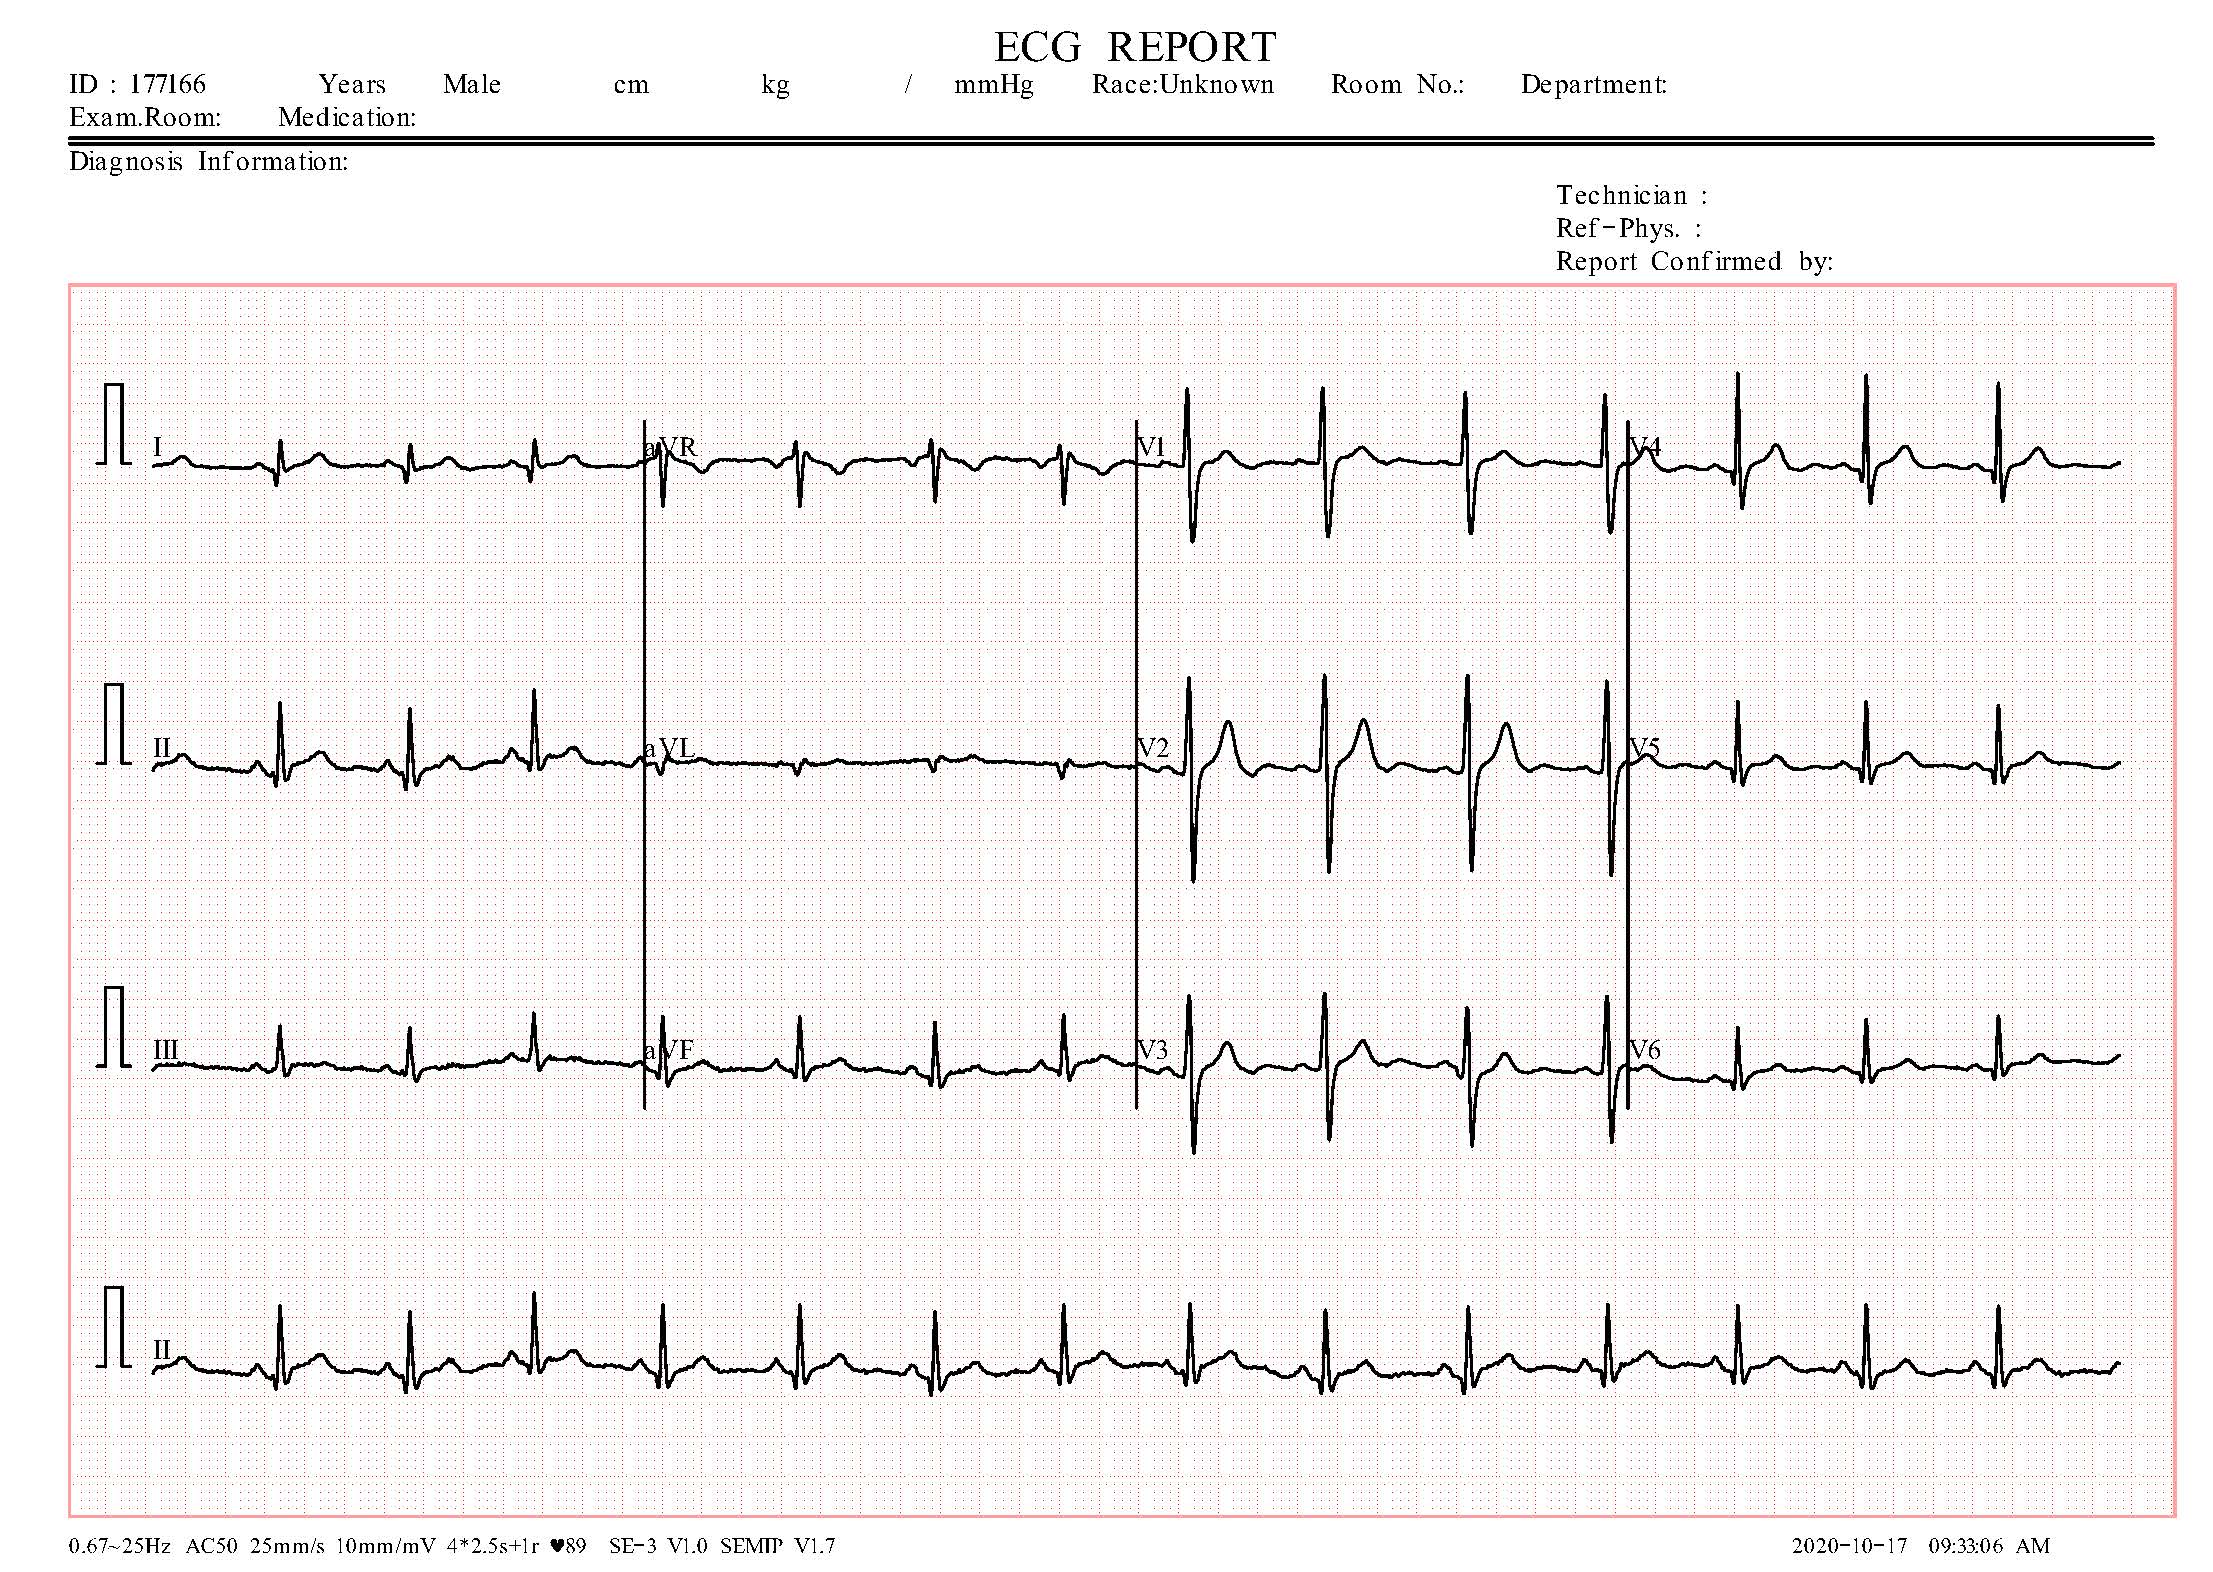 ECG REPORT
ID : 177166 Years Male cm kg / mmHg Race:Unknown Room No.: Department:
Exam.Room: Medication:
Diagnosis Information:
Technician :
Ref-Phys. :
Report Confirmed by:
I aVR V1 V4
II aVL V2 V5
III aVF V3 V6
II
0.67~25Hz AC50 25mm/s 10mm/mV 4*2.5s+1r ♥89 SE-3 V1.0 SEMIP V1.7 2020-10-17 09:33:06 AM